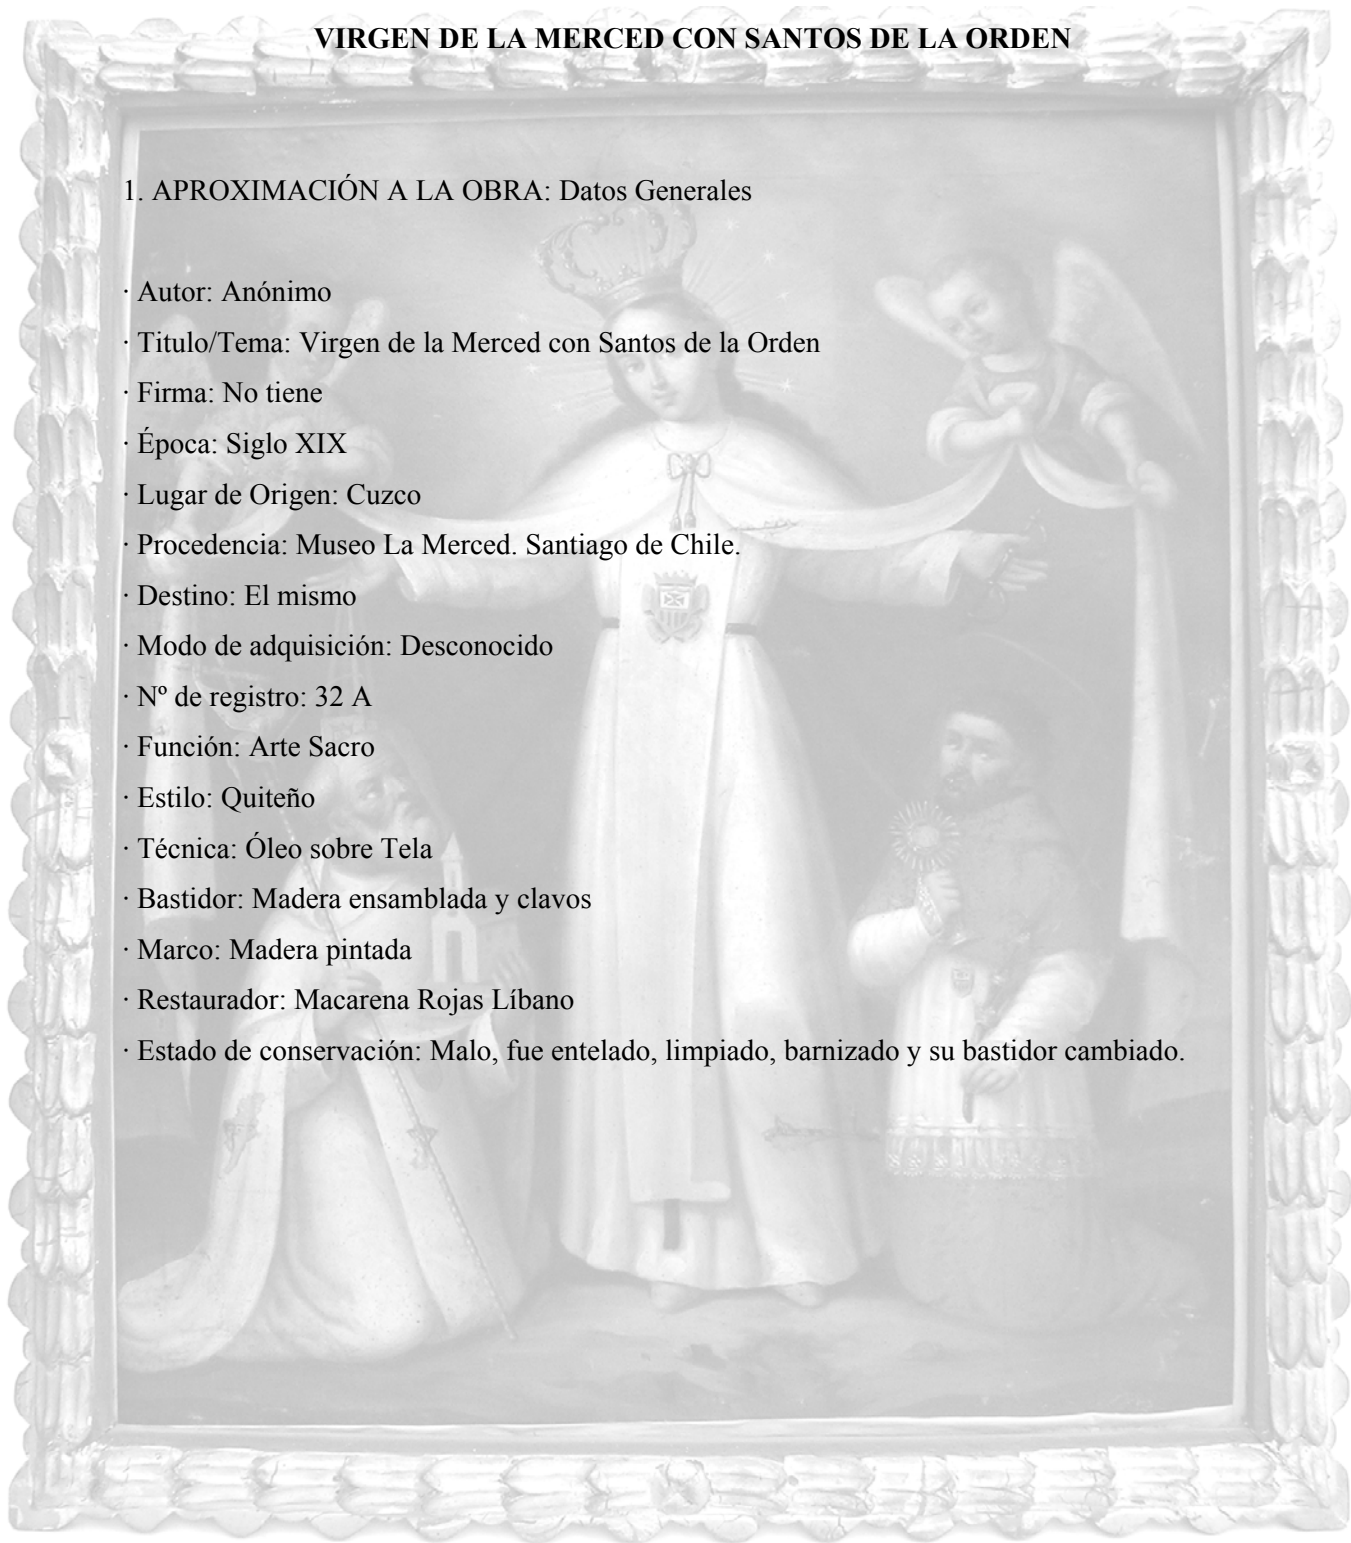 VIRGEN DE LA MERCED CON SANTOS DE LA ORDEN
1. APROXIMACIÓN A LA OBRA: Datos Generales
· Autor: Anónimo
· Titulo/Tema: Virgen de la Merced con Santos de la Orden
· Firma: No tiene
· Época: Siglo XIX
· Lugar de Origen: Cuzco
· Procedencia: Museo La Merced. Santiago de Chile.
· Destino: El mismo
· Modo de adquisición: Desconocido
· Nº de registro: 32 A
· Función: Arte Sacro
· Estilo: Quiteño
· Técnica: Óleo sobre Tela
· Bastidor: Madera ensamblada y clavos
· Marco: Madera pintada
· Restaurador: Macarena Rojas Líbano
· Estado de conservación: Malo, fue entelado, limpiado, barnizado y su bastidor cambiado.